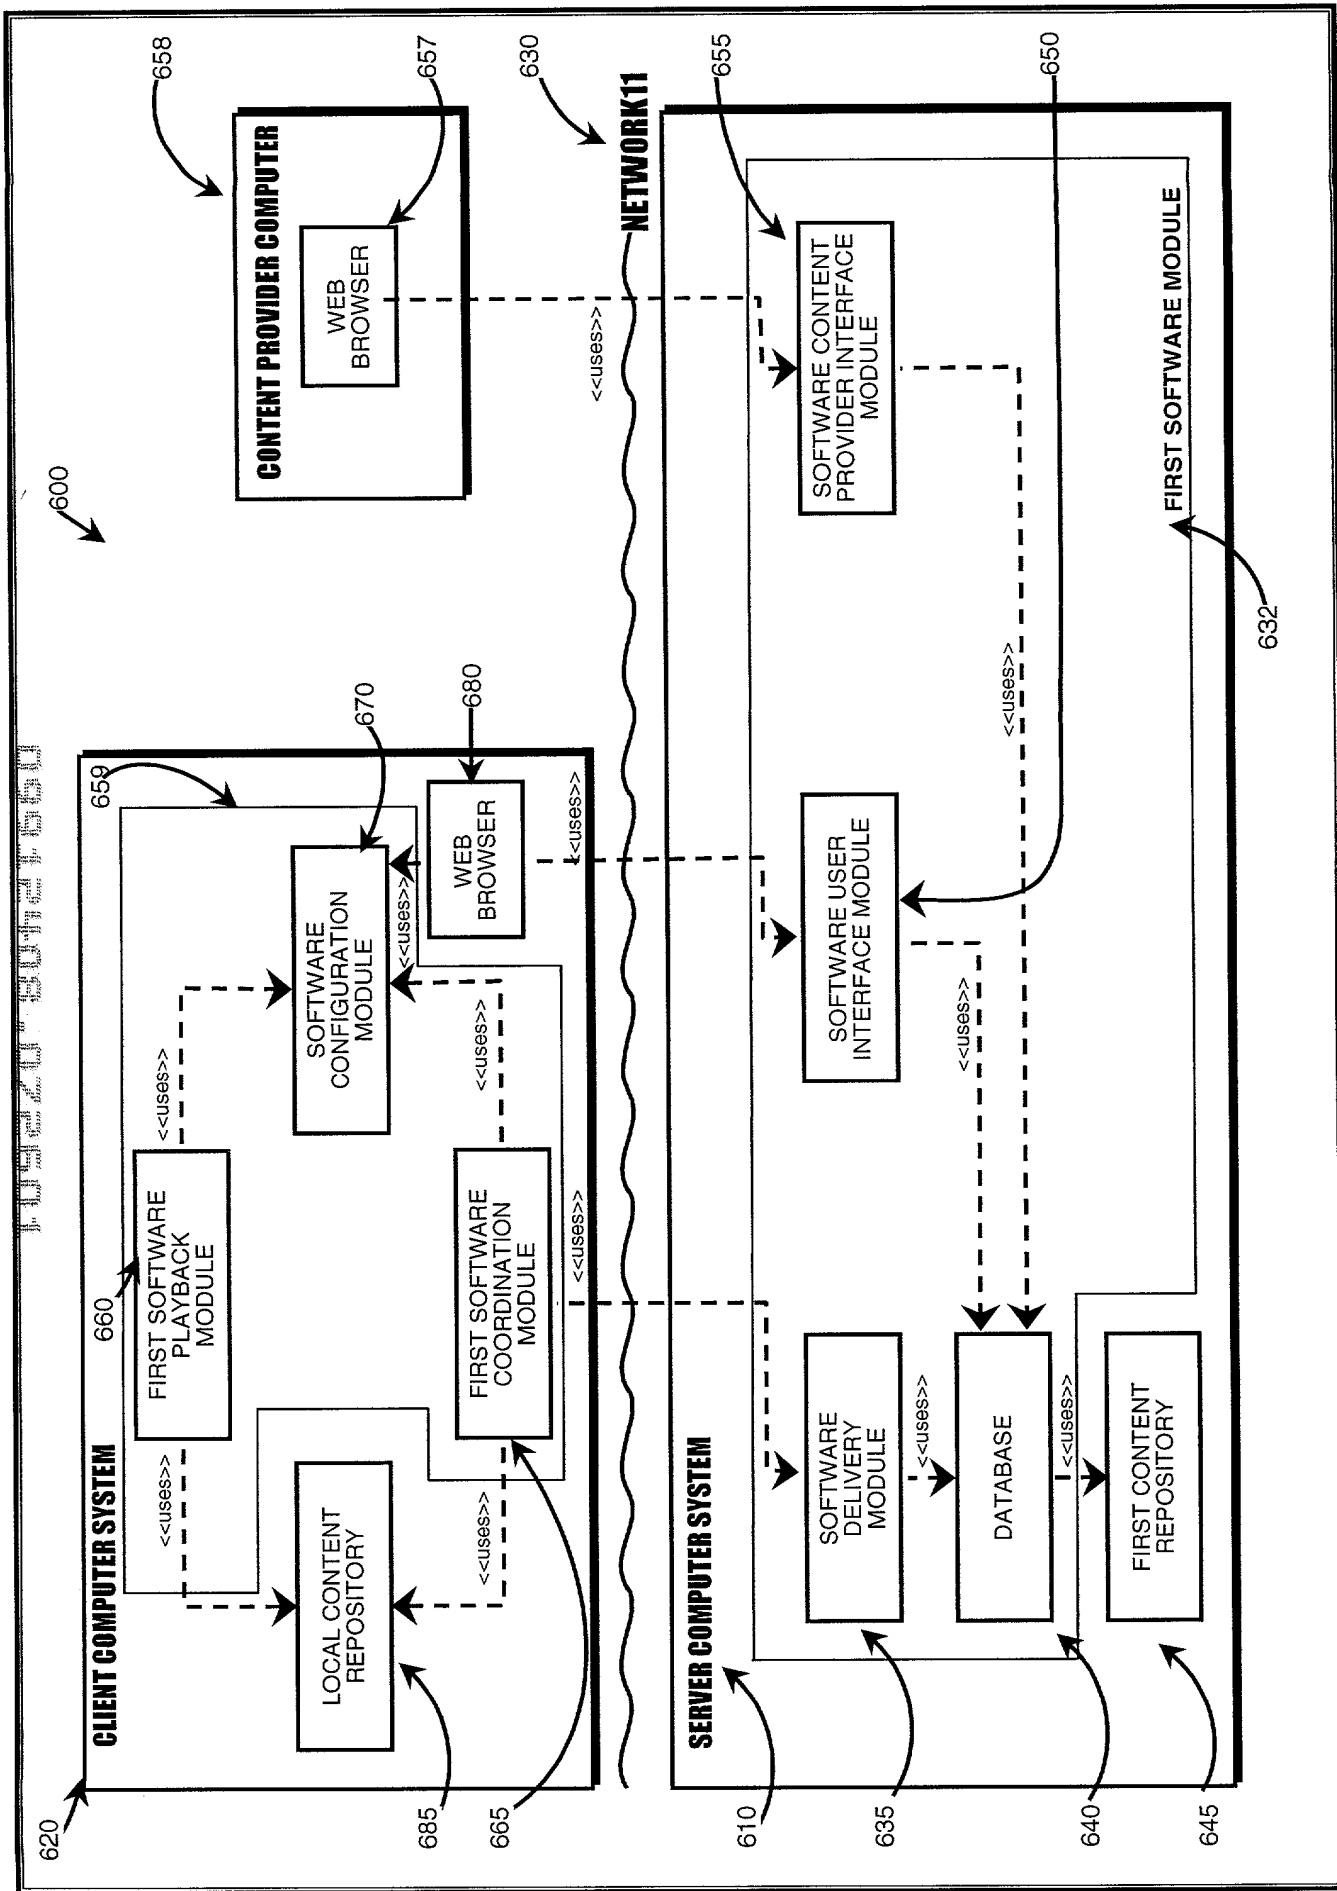 600
620
CLIENT COMPUTER SYSTEM
659
660
FIRST SOFTWARE
PLAYBACK
MODULE
<<uses>>
<<uses>>
LOCAL CONTENT
REPOSITORY
685
SOFTWARE
CONFIGURATION
MODULE
670
<<uses>>
WEB
BROWSER
680
<<uses>>
<<uses>>
FIRST SOFTWARE
COORDINATION
MODULE
665
<<uses>>
<<uses>>
658
CONTENT PROVIDER COMPUTER
WEB
BROWSER
657
<<uses>>
630
NETWORK11
610
SERVER COMPUTER SYSTEM
SOFTWARE
DELIVERY
MODULE
635
<<uses>>
DATABASE
640
<<uses>>
FIRST CONTENT
REPOSITORY
645
SOFTWARE USER
INTERFACE MODULE
650
<<uses>>
SOFTWARE CONTENT
PROVIDER INTERFACE
MODULE
655
<<uses>>
FIRST SOFTWARE MODULE
632